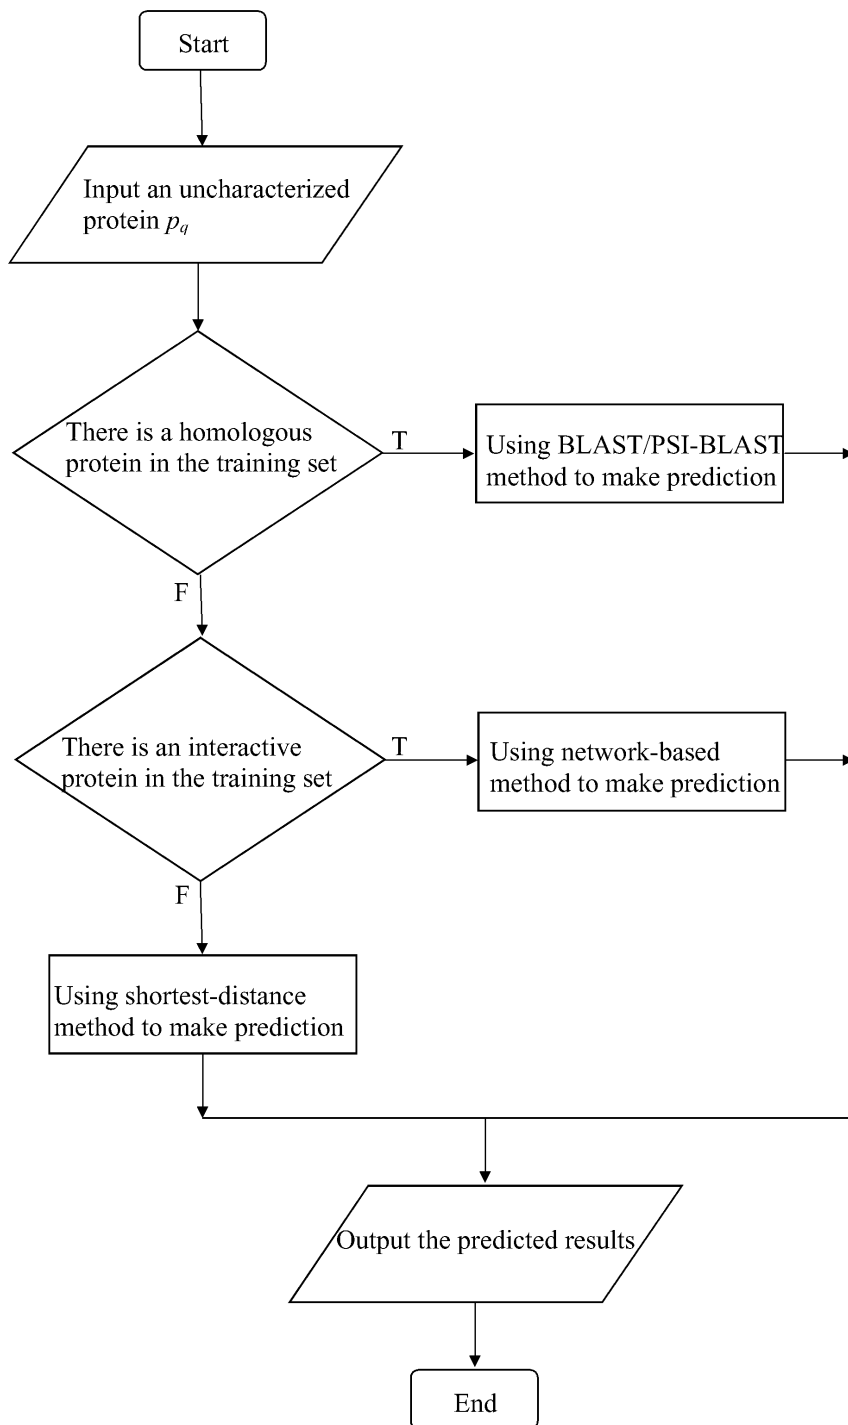 Start
Input an uncharacterized
protein pq
There is a homologous
protein in the training set
T
Using BLAST/PSI-BLAST
method to make prediction
F
There is an interactive
protein in the training set
T
Using network-based
method to make prediction
F
Using shortest-distance
method to make prediction
Output the predicted results
End